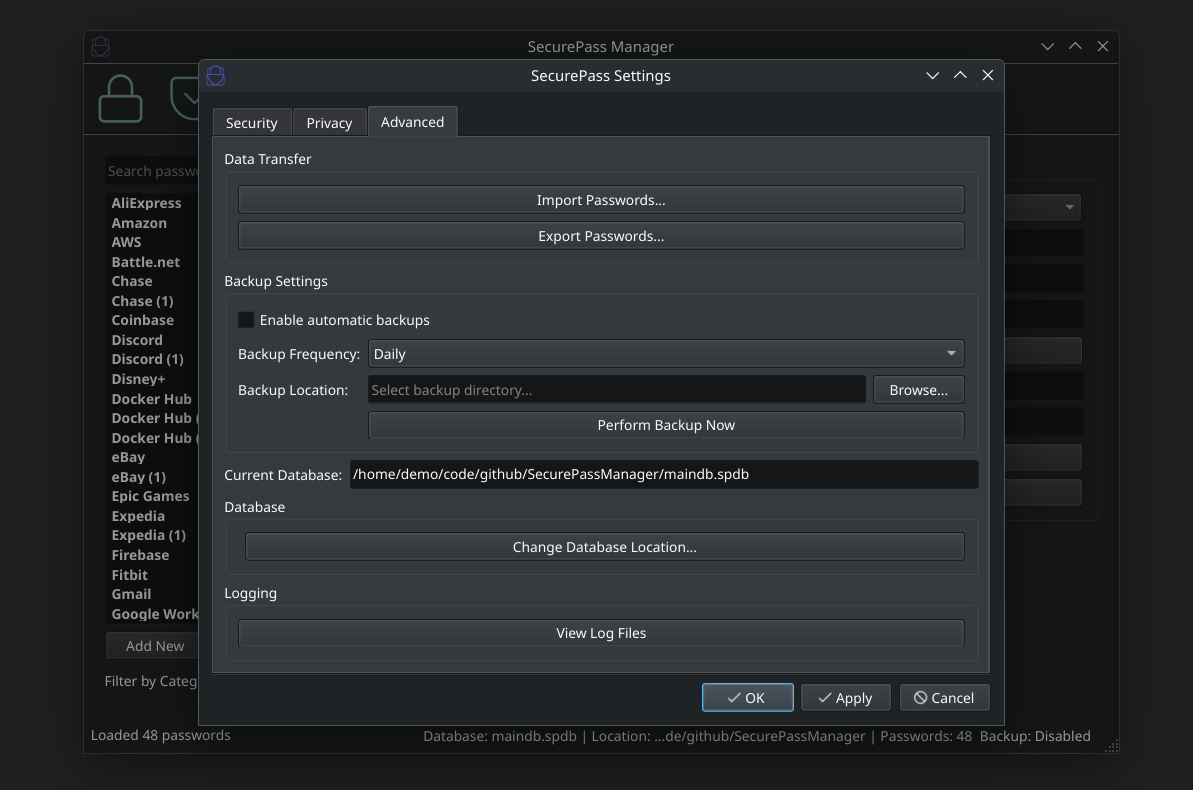 SecurePass Manager
SecurePass Settings
Security
Privacy
Advanced
Data Transfer
Import Passwords...
Export Passwords...
Backup Settings
Enable automatic backups
Backup Frequency: Daily
Backup Location: Select backup directory... Browse...
Perform Backup Now
Current Database: /home/demo/code/github/SecurePassManager/maindb.spdb
Database
Change Database Location...
Logging
View Log Files
OK
Apply
Cancel
Search passw
AliExpress
Amazon
AWS
Battle.net
Chase
Chase (1)
Coinbase
Discord
Discord (1)
Disney+
Docker Hub
Docker Hub (
Docker Hub (
eBay
eBay (1)
Epic Games
Expedia
Expedia (1)
Firebase
Fitbit
Gmail
Google Work
Add New
Filter by Categ
Loaded 48 passwords
Database: maindb.spdb | Location: ...de/github/SecurePassManager | Passwords: 48 Backup: Disabled